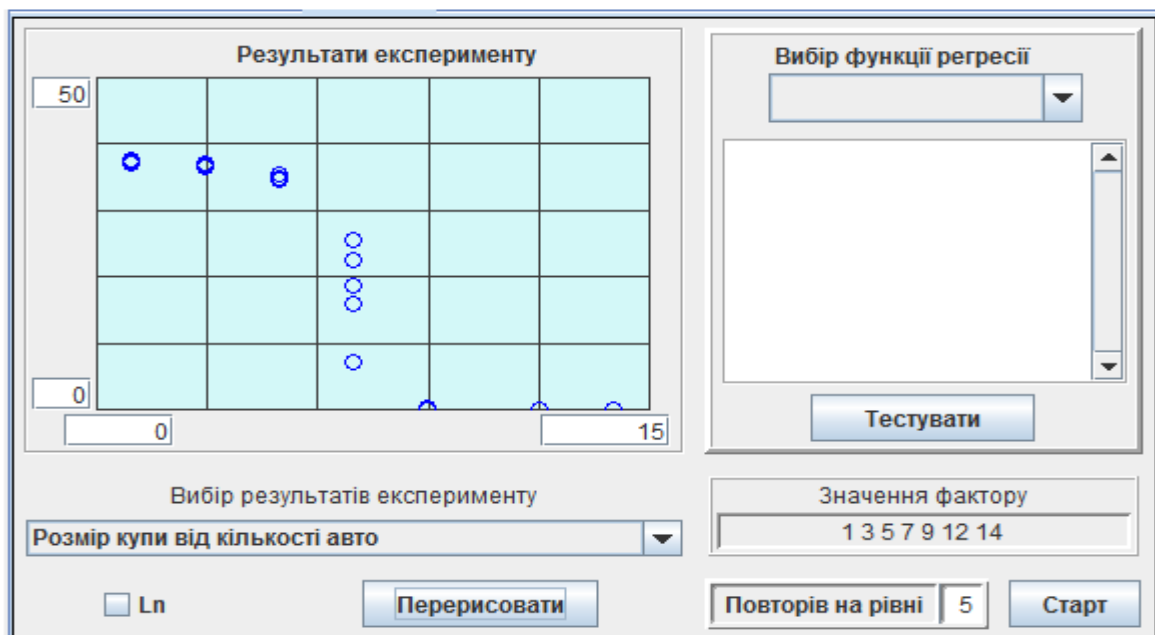 Результати експерименту
50
0
0
15
Вибір функції регресії
Тестувати
Вибір результатів експерименту
Розмір купи від кількості авто
Значення фактору
1 3 5 7 9 12 14
Ln
Перерисовати
Повторів на рівні
5
Старт